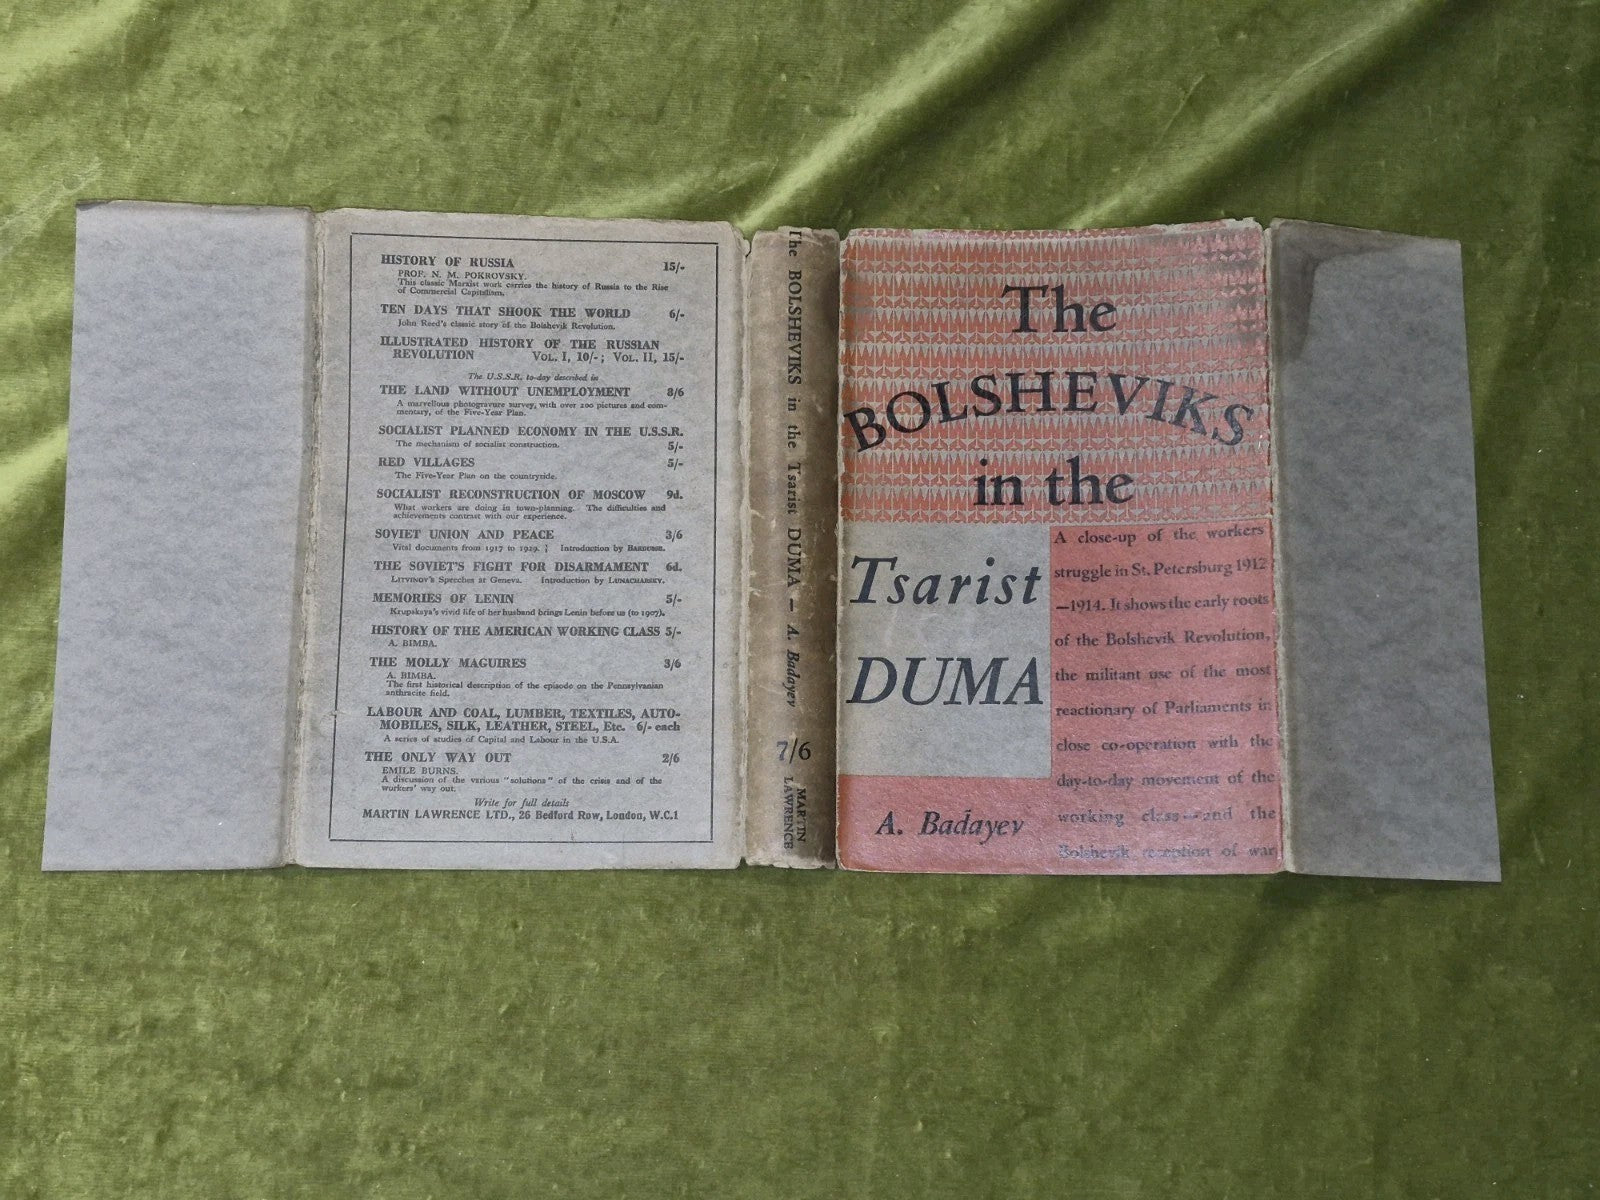 HISTORY OF RUSSIA 15/-
PROF. N. M. POKROVSKY.
This classic Marxist work carries the history of Russia to the Rise
of Commercial Capitalism.
TEN DAYS THAT SHOOK THE WORLD 6/-
John Reed's classic story of the Bolshevik Revolution.
ILLUSTRATED HISTORY OF THE RUSSIAN
REVOLUTION VOL. I, 10/- ; VOL. II, 15/-
The U.S.S.R. to-day described in
THE LAND WITHOUT UNEMPLOYMENT 8/6
A marvellous photogravure survey, with over 200 pictures and com-
mentary, of the Five-Year Plan.
SOCIALIST PLANNED ECONOMY IN THE U.S.S.R.
The mechanism of socialist construction. 5/-
RED VILLAGES 5/-
The Five-Year Plan on the countryside.
SOCIALIST RECONSTRUCTION OF MOSCOW 9d.
What workers are doing in town-planning. The difficulties and
achievements contrast with our experience.
SOVIET UNION AND PEACE 3/6
Vital documents from 1917 to 1929. Introduction by BARBUSSE.
THE SOVIET'S FIGHT FOR DISARMAMENT 6d.
LITVINOV's Speeches at Geneva. Introduction by LUNACHARSKY.
MEMORIES OF LENIN 5/-
Krupskaya's vivid life of her husband brings Lenin before us (to 1907).
HISTORY OF THE AMERICAN WORKING CLASS 5/-
A. BIMBA.
THE MOLLY MAGUIRES 3/6
A. BIMBA.
The first historical description of the episode on the Pennsylvanian
anthracite field.
LABOUR AND COAL, LUMBER, TEXTILES, AUTO-
MOBILES, SILK, LEATHER, STEEL, Etc. 6/- each
A series of studies of Capital and Labour in the U.S.A.
THE ONLY WAY OUT 2/6
EMILE BURNS.
A discussion of the various "solutions" of the crisis and of the
workers' way out.
Write for full details
MARTIN LAWRENCE LTD., 26 Bedford Row, London, W.C.1
The BOLSHEVIKS in the Tsarist DUMA — A. Badayev
7/6
MARTIN
LAWRENCE
The
BOLSHEVIKS
in the
Tsarist
DUMA
A. Badayev
A close-up of the workers
struggle in St. Petersburg 1912
—1914. It shows the early roots
of the Bolshevik Revolution,
the militant use of the most
reactionary of Parliaments in
close co-operation with the
day-to-day movement of the
working class—and the
Bolshevik reception of war